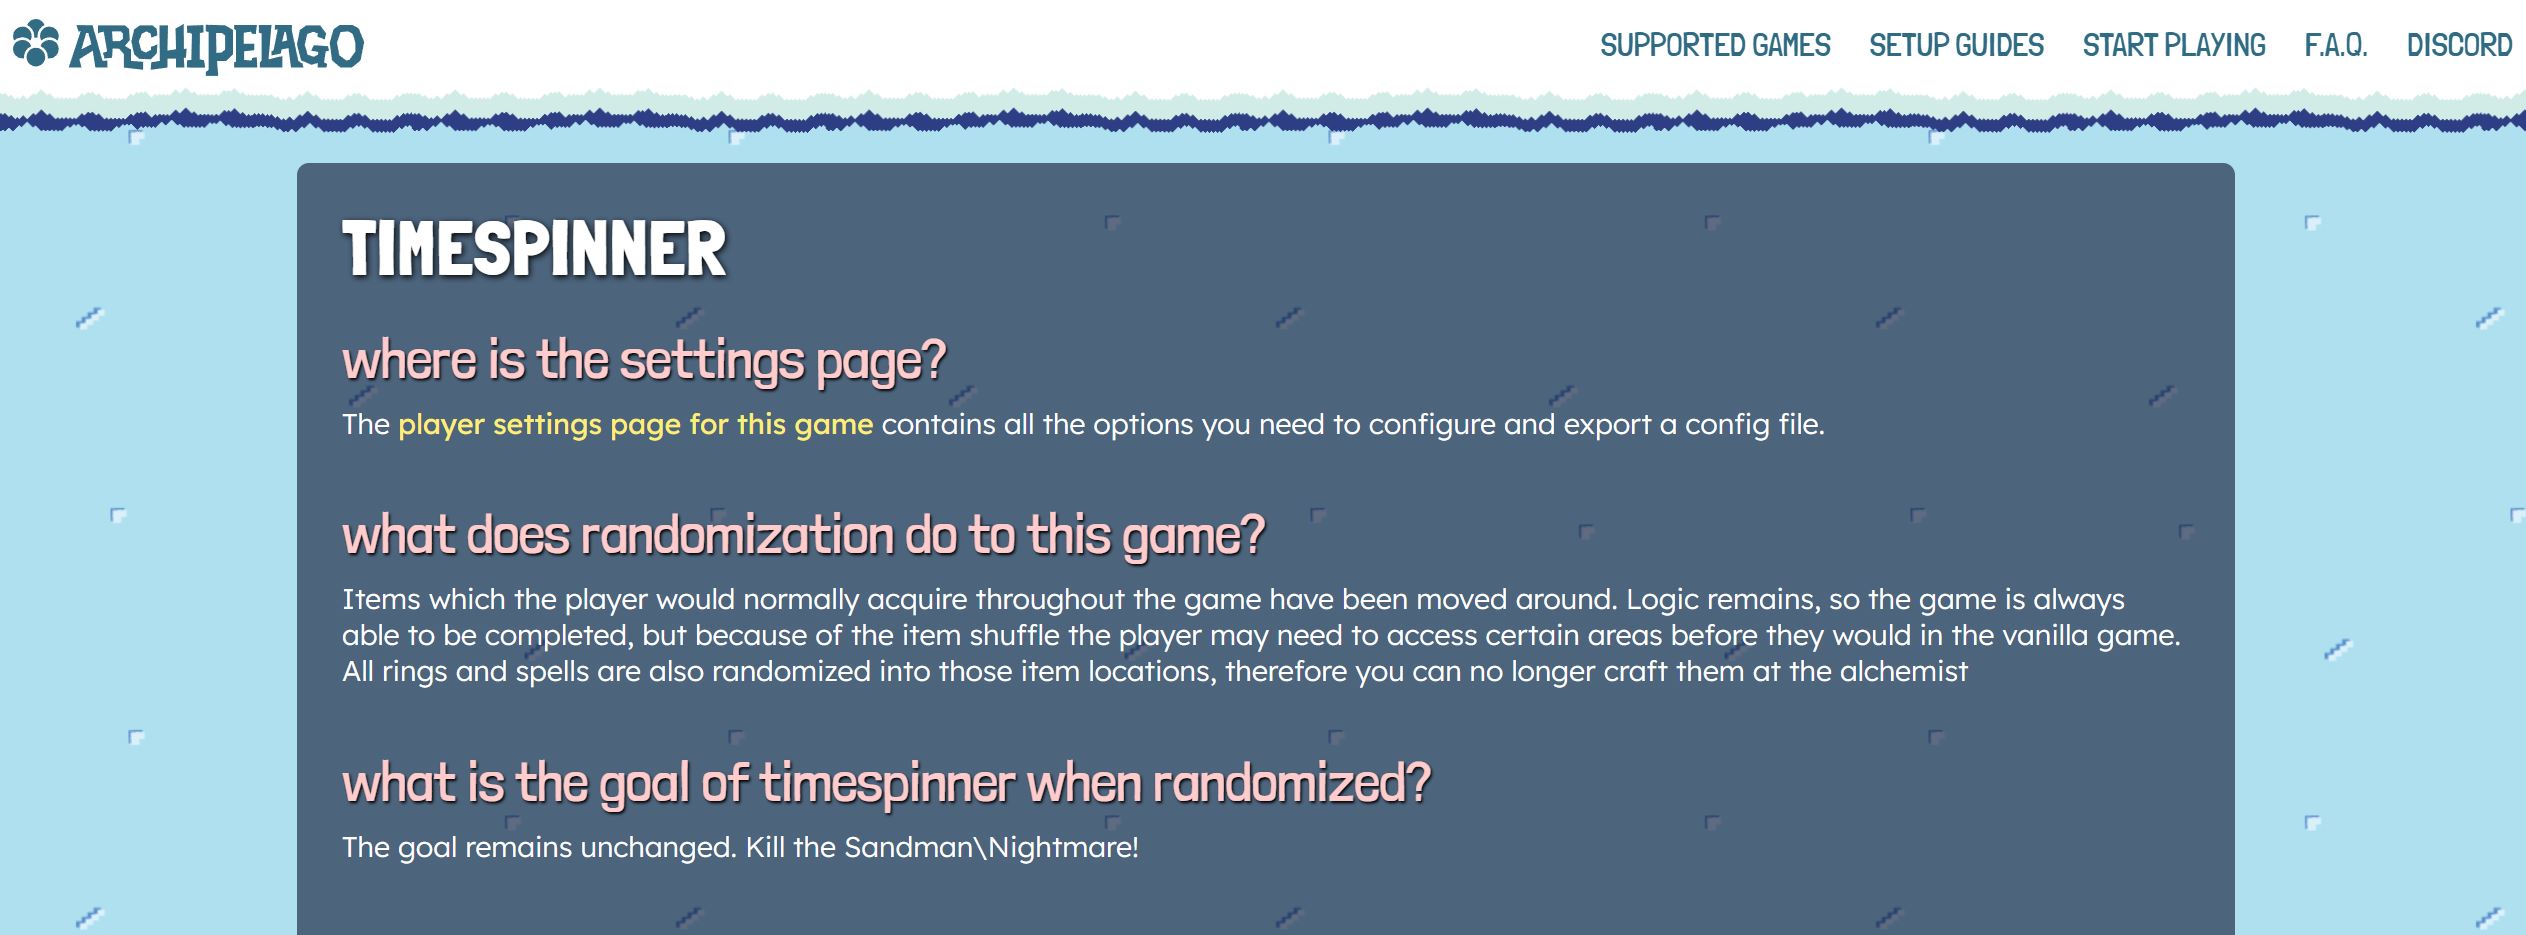 ARCHIPELAGO
SUPPORTED GAMES SETUP GUIDES START PLAYING F.A.Q. DISCORD
TIMESPINNER
where is the settings page?
The player settings page for this game contains all the options you need to configure and export a config file.
what does randomization do to this game?
Items which the player would normally acquire throughout the game have been moved around. Logic remains, so the game is always
able to be completed, but because of the item shuffle the player may need to access certain areas before they would in the vanilla game.
All rings and spells are also randomized into those item locations, therefore you can no longer craft them at the alchemist
what is the goal of timespinner when randomized?
The goal remains unchanged. Kill the Sandman\Nightmare!